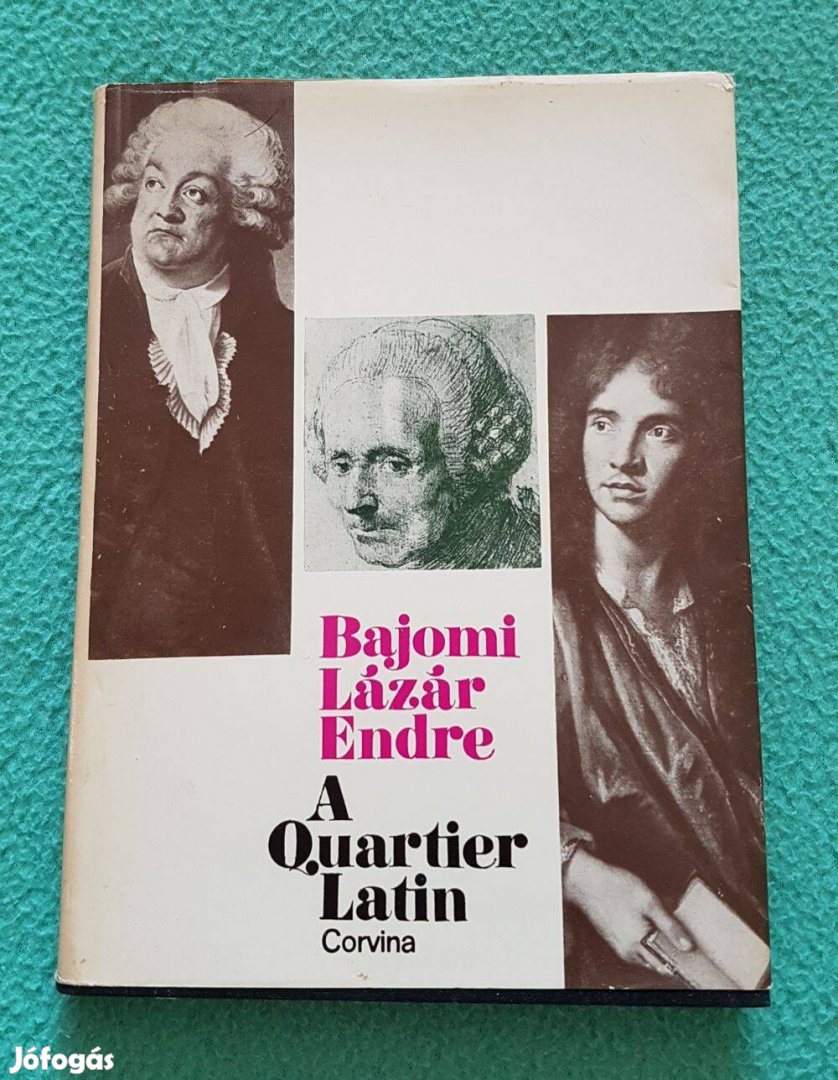 Bajomi
Lázár
Endre
A
Quartier
Latin
Corvina
Jófogás